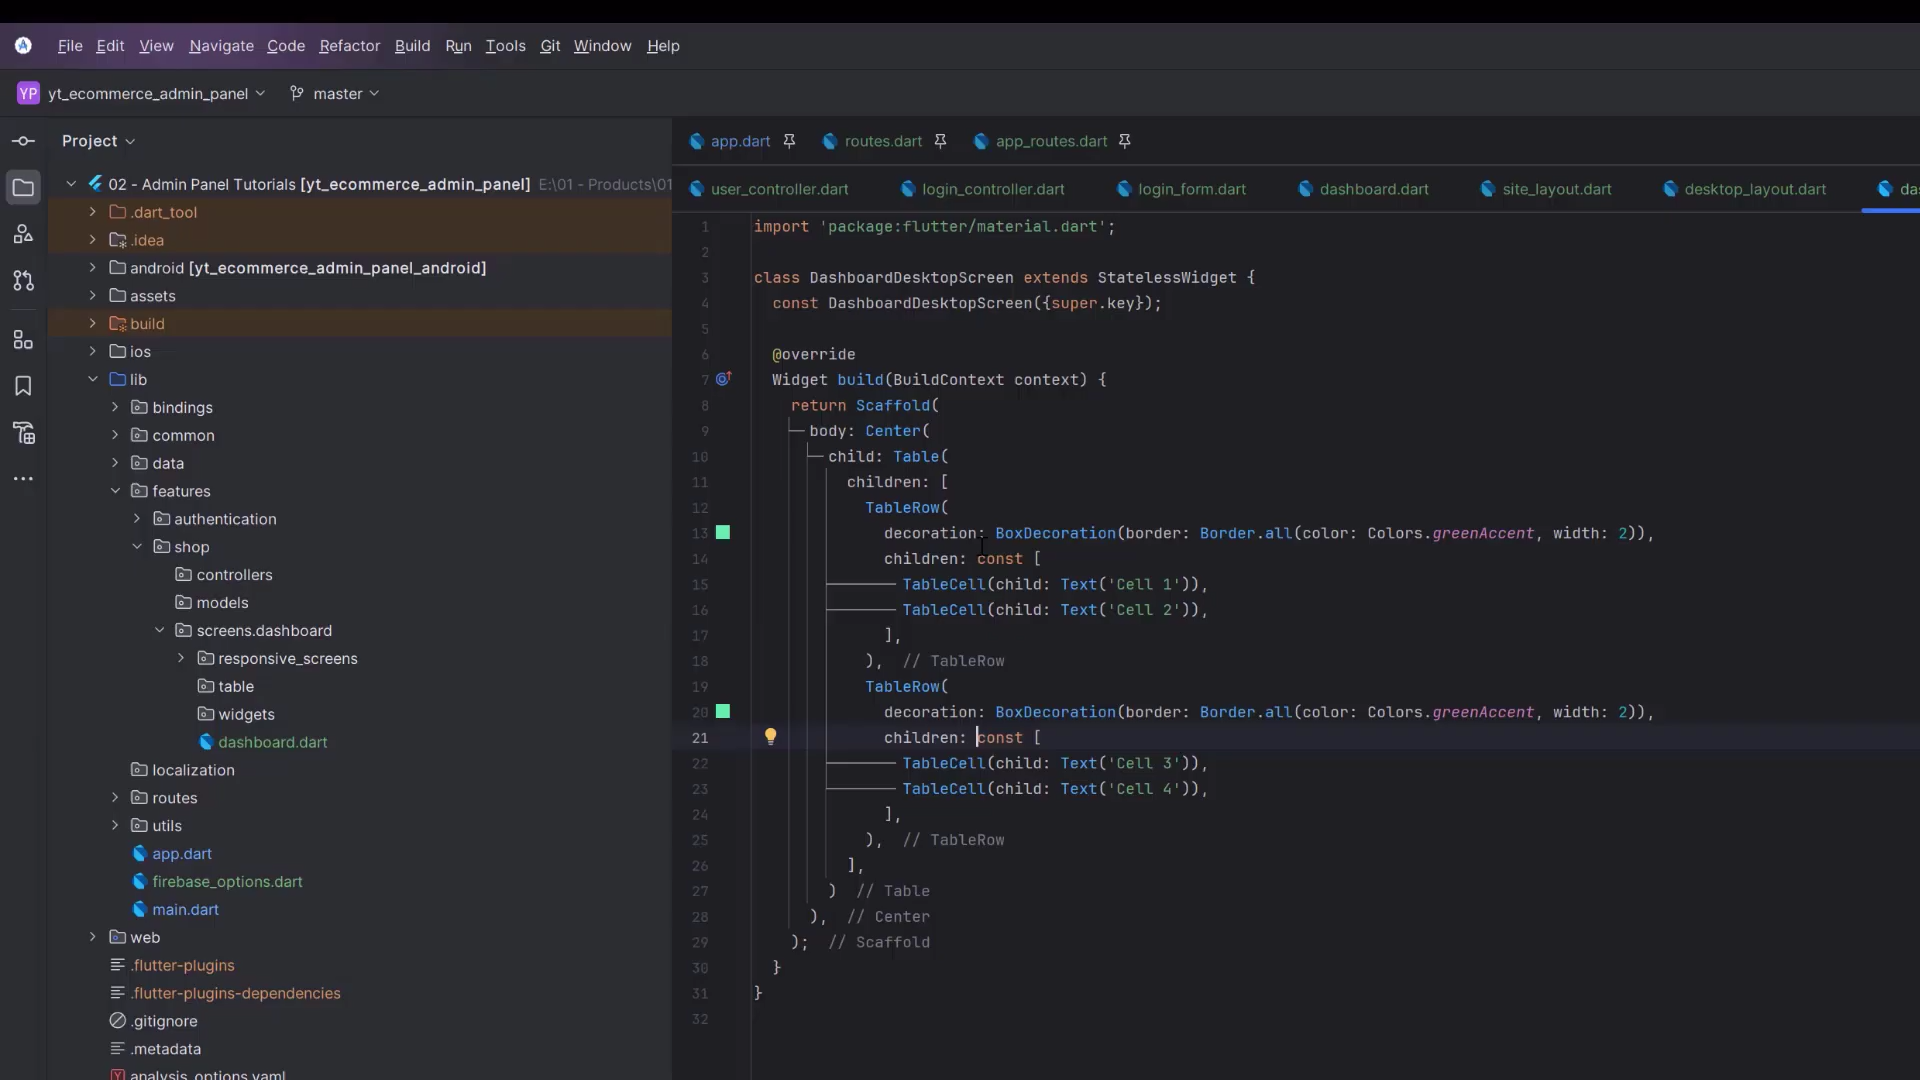 File Edit View Navigate Code Refactor Build Run Tools Git Window Help
YP yt_ecommerce_admin_panel master
Project
02 - Admin Panel Tutorials [yt_ecommerce_admin_panel] E:\01 - Products\01
.dart_tool
.idea
android [yt_ecommerce_admin_panel_android]
assets
build
ios
lib
bindings
common
data
features
authentication
shop
controllers
models
screens.dashboard
responsive_screens
table
widgets
dashboard.dart
localization
routes
utils
app.dart
firebase_options.dart
main.dart
web
.flutter-plugins
.flutter-plugins-dependencies
.gitignore
.metadata
analysis_options.yaml
app.dart routes.dart app_routes.dart
user_controller.dart login_controller.dart login_form.dart dashboard.dart site_layout.dart desktop_layout.dart das
1 import 'package:flutter/material.dart';
2
3 class DashboardDesktopScreen extends StatelessWidget {
4 const DashboardDesktopScreen({super.key});
5
6 @override
7 Widget build(BuildContext context) {
8 return Scaffold(
9 body: Center(
10 child: Table(
11 children: [
12 TableRow(
13 decoration: BoxDecoration(border: Border.all(color: Colors.greenAccent, width: 2)),
14 children: const [
15 TableCell(child: Text('Cell 1')),
16 TableCell(child: Text('Cell 2')),
17 ],
18 ), // TableRow
19 TableRow(
20 decoration: BoxDecoration(border: Border.all(color: Colors.greenAccent, width: 2)),
21 children: const [
22 TableCell(child: Text('Cell 3')),
23 TableCell(child: Text('Cell 4')),
24 ],
25 ), // TableRow
26 ],
27 ) // Table
28 ), // Center
29 ); // Scaffold
30 }
31 }
32